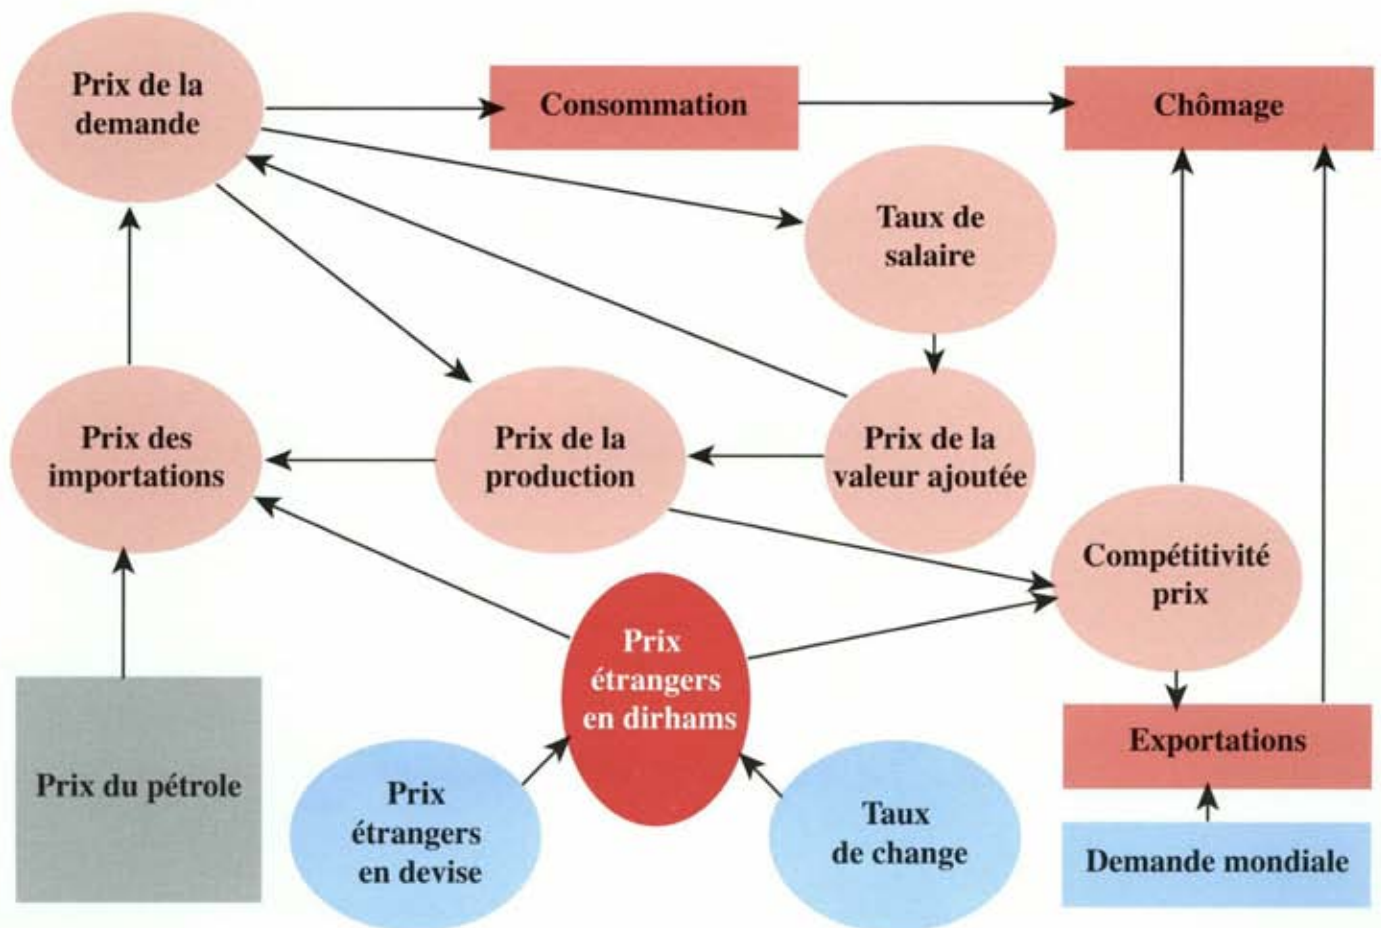 Prix de la
demande
Consommation
Chômage
Taux de
salaire
Prix des
importations
Prix de la
production
Prix de la
valeur ajoutée
Compétitivité
prix
Prix
étrangers
en dirhams
Exportations
Prix du pétrole
Prix
étrangers
en devise
Taux
de change
Demande mondiale